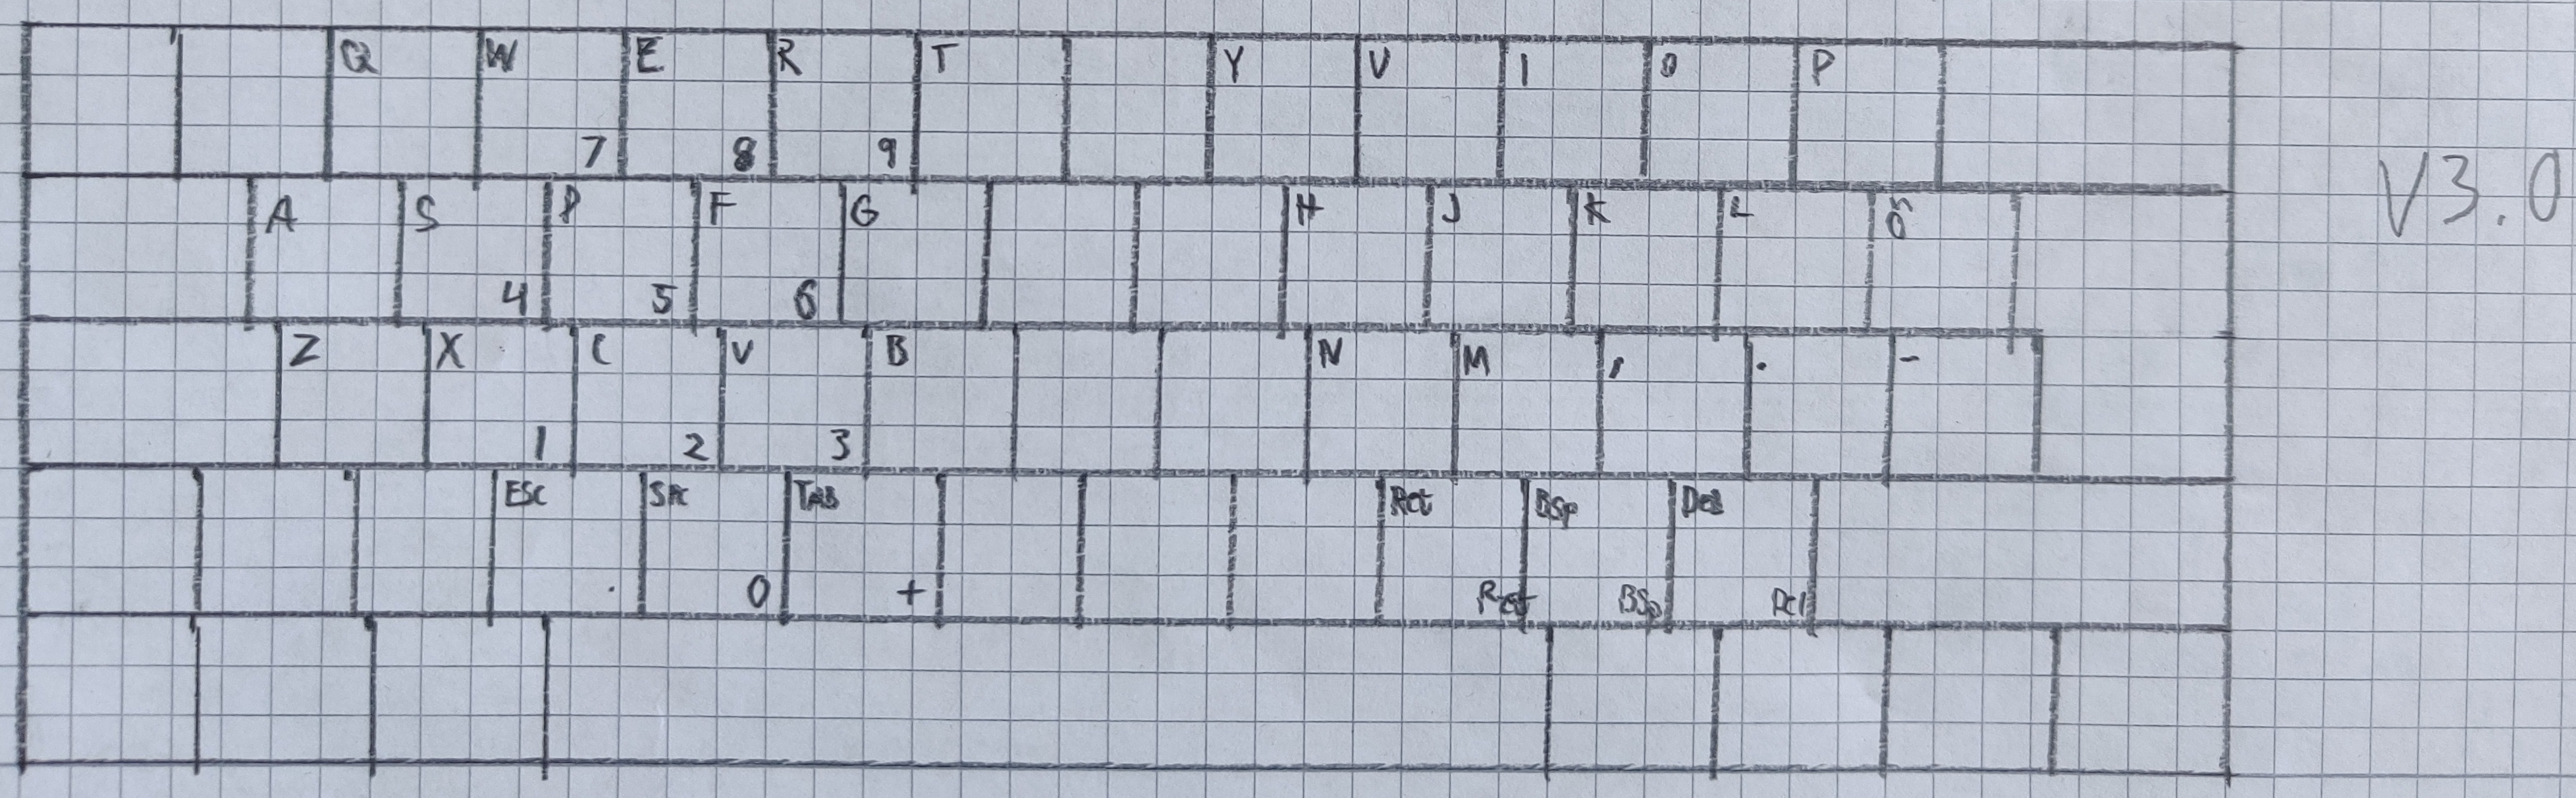 Q W E R T Y U I O P
7 8 9
V3.0
A S D F G H J K L Ö
4 5 6
Z X C V B N M , . -
1 2 3
ESC SPC TAB Ret BSp Del
. 0 + Ret BSp Del